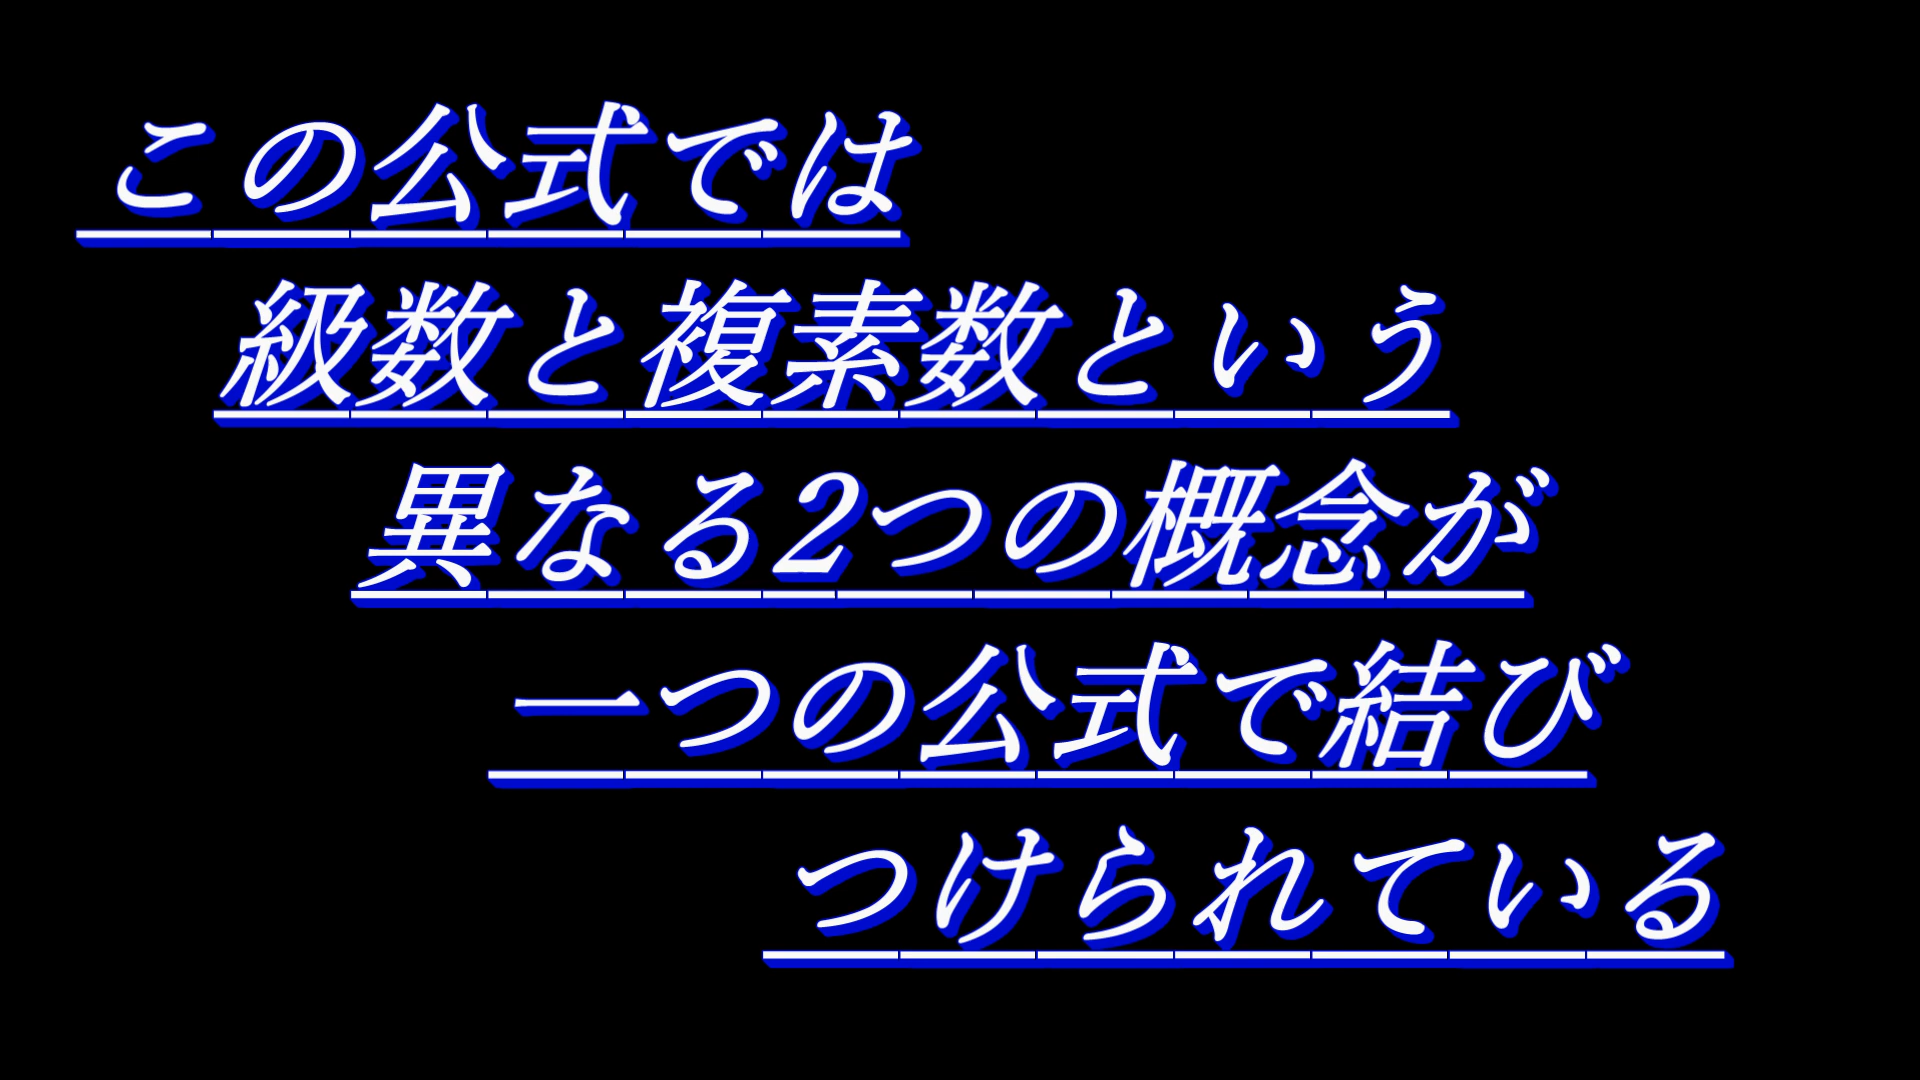 この公式では
級数と複素数という
異なる2つの概念が
一つの公式で結び
つけられている